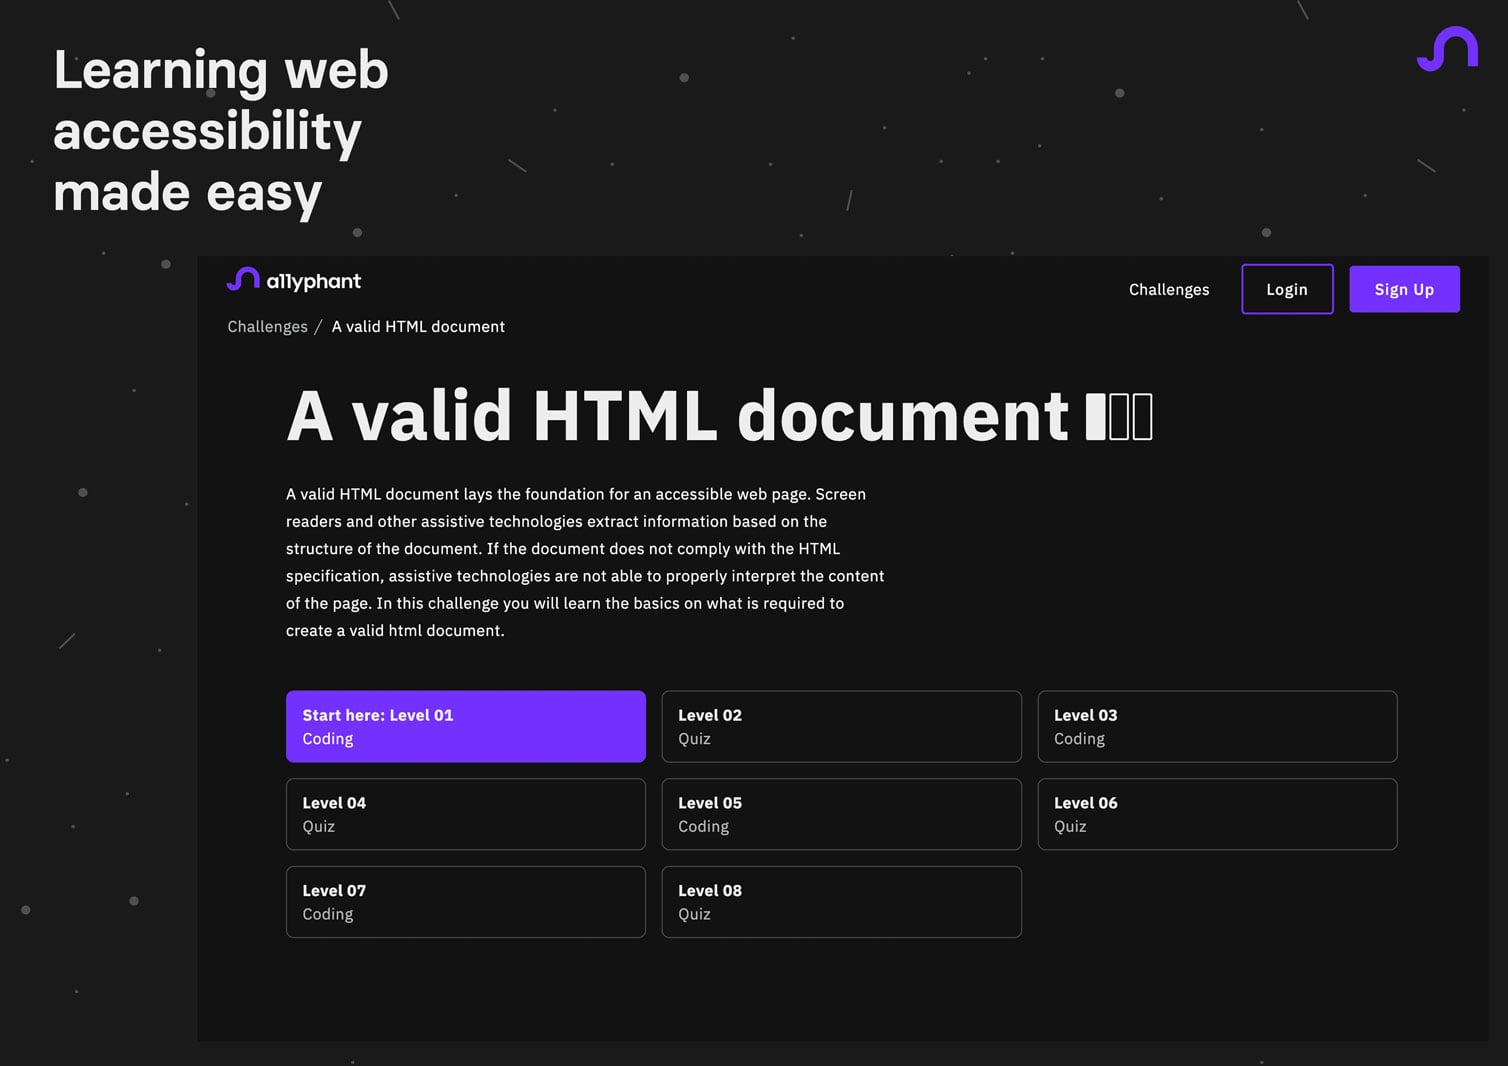 Learning web
accessibility
made easy
a11yphant
Challenges
Login
Sign Up
Challenges / A valid HTML document
A valid HTML document
A valid HTML document lays the foundation for an accessible web page. Screen
readers and other assistive technologies extract information based on the
structure of the document. If the document does not comply with the HTML
specification, assistive technologies are not able to properly interpret the content
of the page. In this challenge you will learn the basics on what is required to
create a valid html document.
Start here: Level 01
Coding
Level 02
Quiz
Level 03
Coding
Level 04
Quiz
Level 05
Coding
Level 06
Quiz
Level 07
Coding
Level 08
Quiz